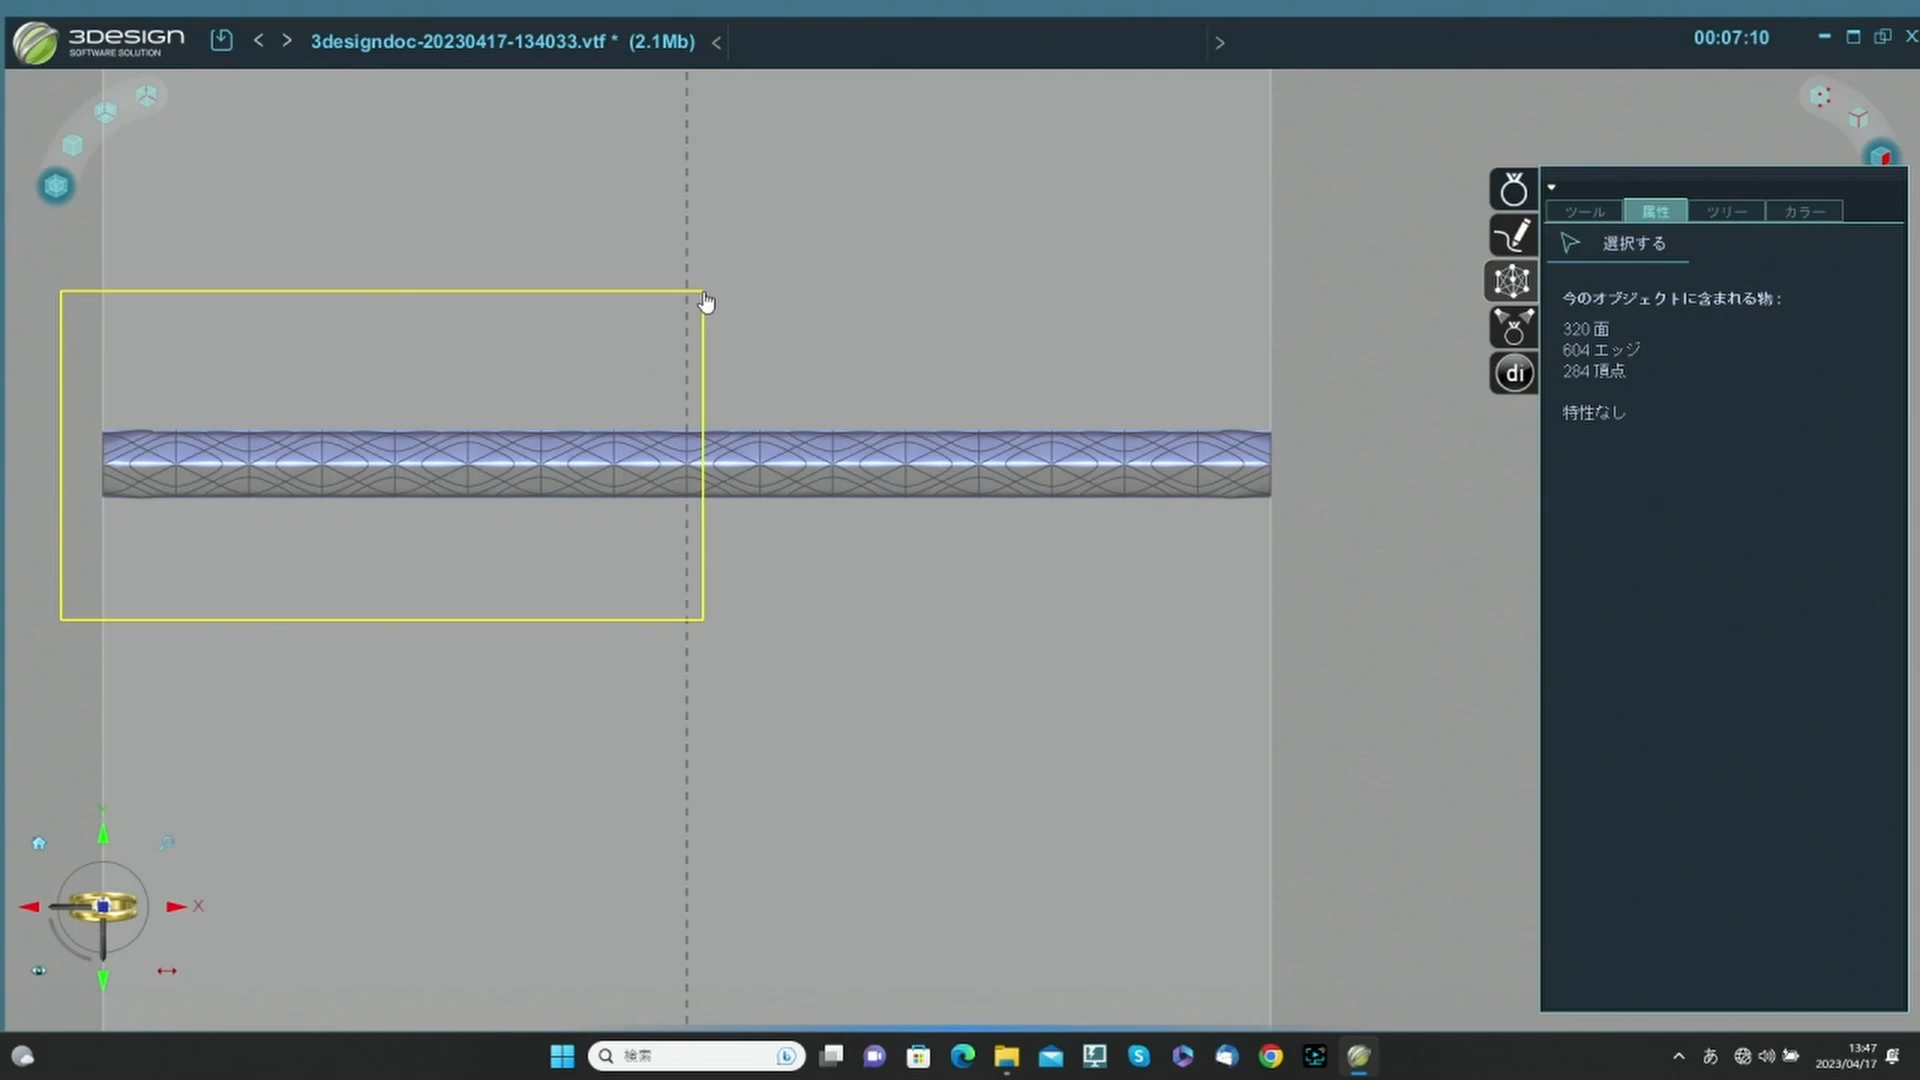 3DESIGN
SOFTWARE SOLUTION
3designdoc-20230417-134033.vtf * (2.1Mb)
00:07:10
ツール
属性
ツリー
カラー
選択する
今のオブジェクトに含まれる物 :
320 面
604 エッジ
284 頂点
特性なし
di
Y
X
検索
あ
13:47
2023/04/17